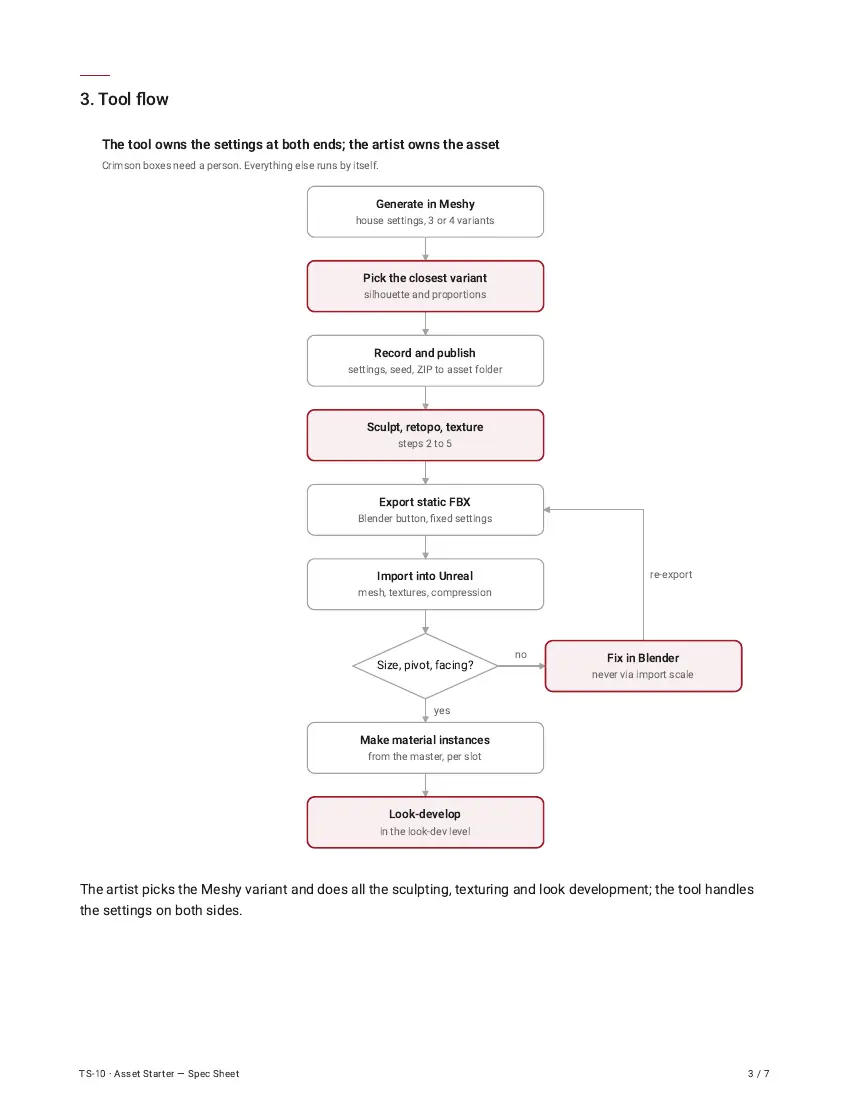 3. Tool flow
The tool owns the settings at both ends; the artist owns the asset
Crimson boxes need a person. Everything else runs by itself.
Generate in Meshy
house settings, 3 or 4 variants
Pick the closest variant
silhouette and proportions
Record and publish
settings, seed, ZIP to asset folder
Sculpt, retopo, texture
steps 2 to 5
Export static FBX
Blender button, fixed settings
Import into Unreal
mesh, textures, compression
re-export
Size, pivot, facing?
no
Fix in Blender
never via import scale
yes
Make material instances
from the master, per slot
Look-develop
in the look-dev level
The artist picks the Meshy variant and does all the sculpting, texturing and look development; the tool handles
the settings on both sides.
TS-10 · Asset Starter — Spec Sheet
3 / 7